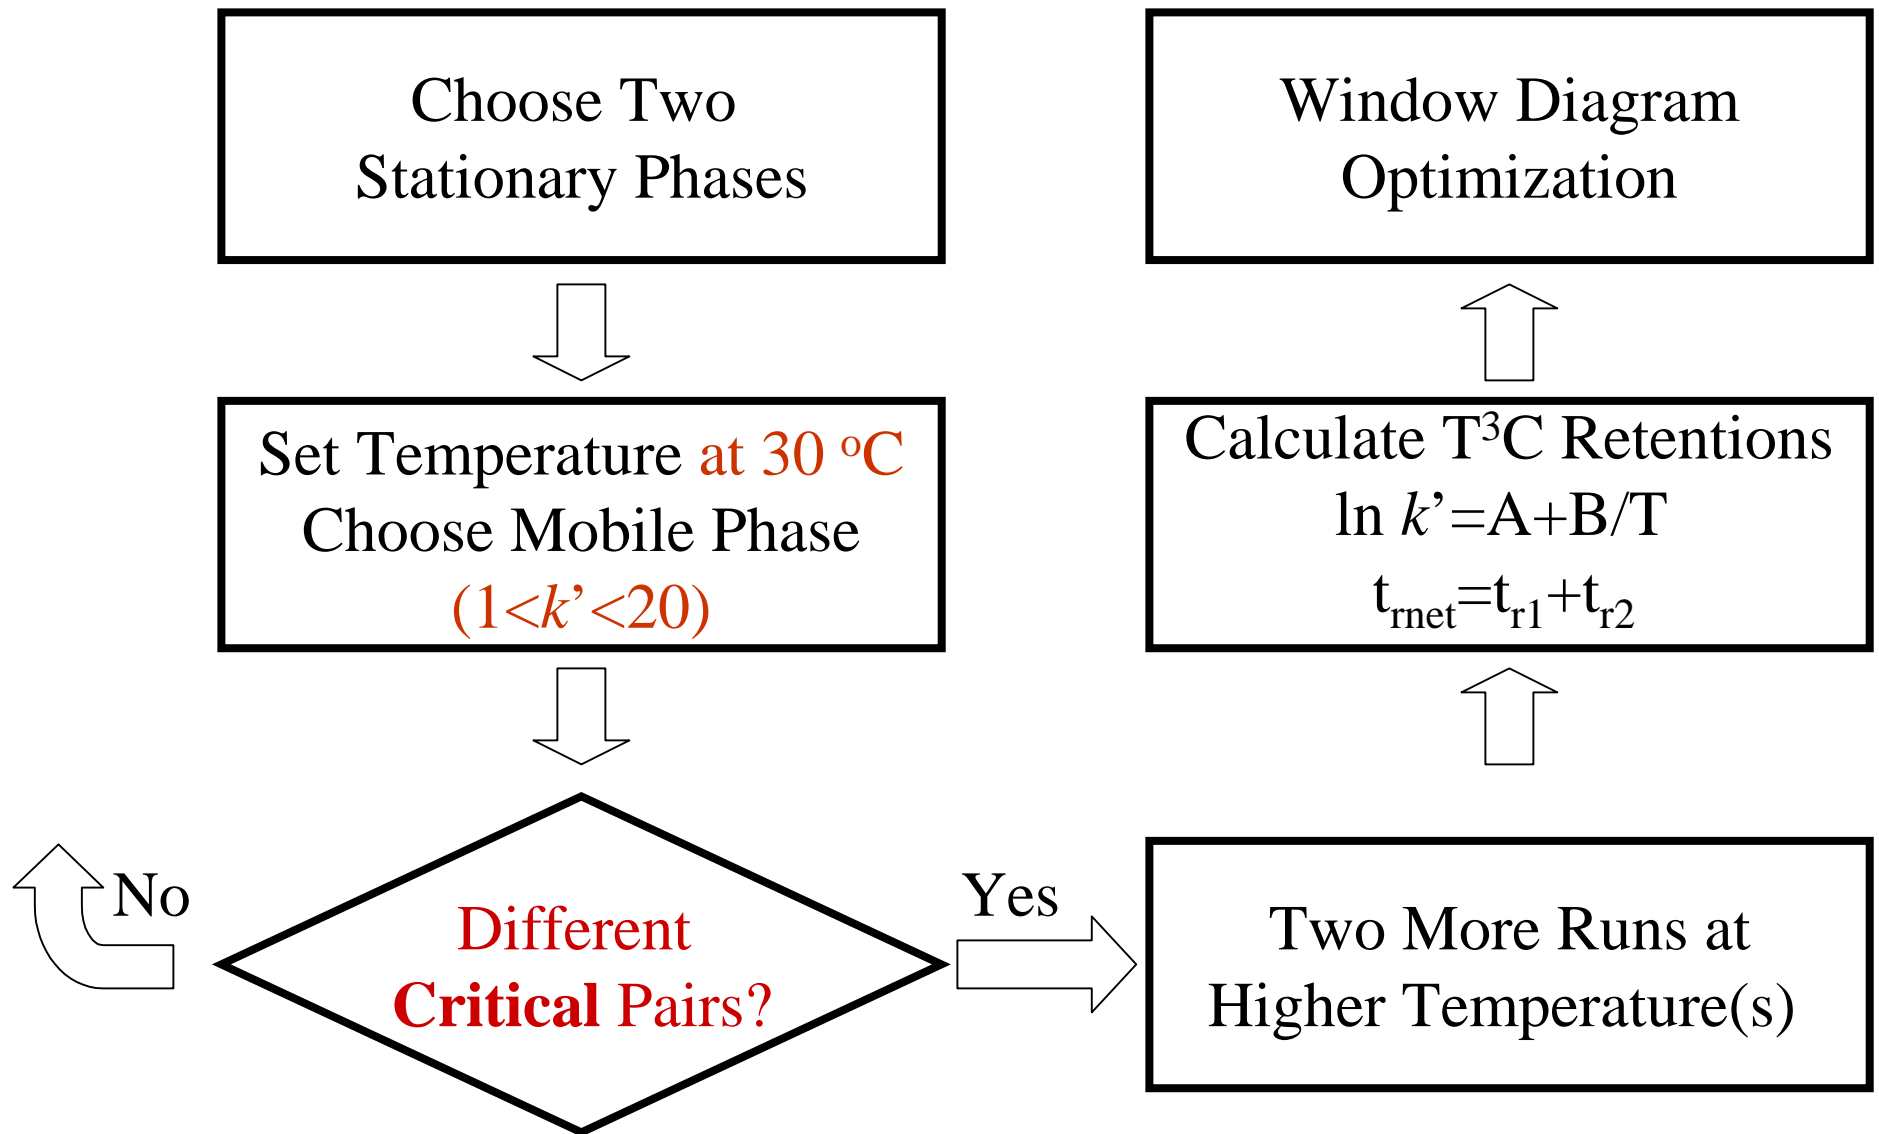 Choose Two
Stationary Phases
Set Temperature at 30 ºC
Choose Mobile Phase
(1<k’<20)
Different
Critical Pairs?
No
Yes
Two More Runs at
Higher Temperature(s)
Calculate T³C Retentions
ln k’=A+B/T
trnet=tr1+tr2
Window Diagram
Optimization